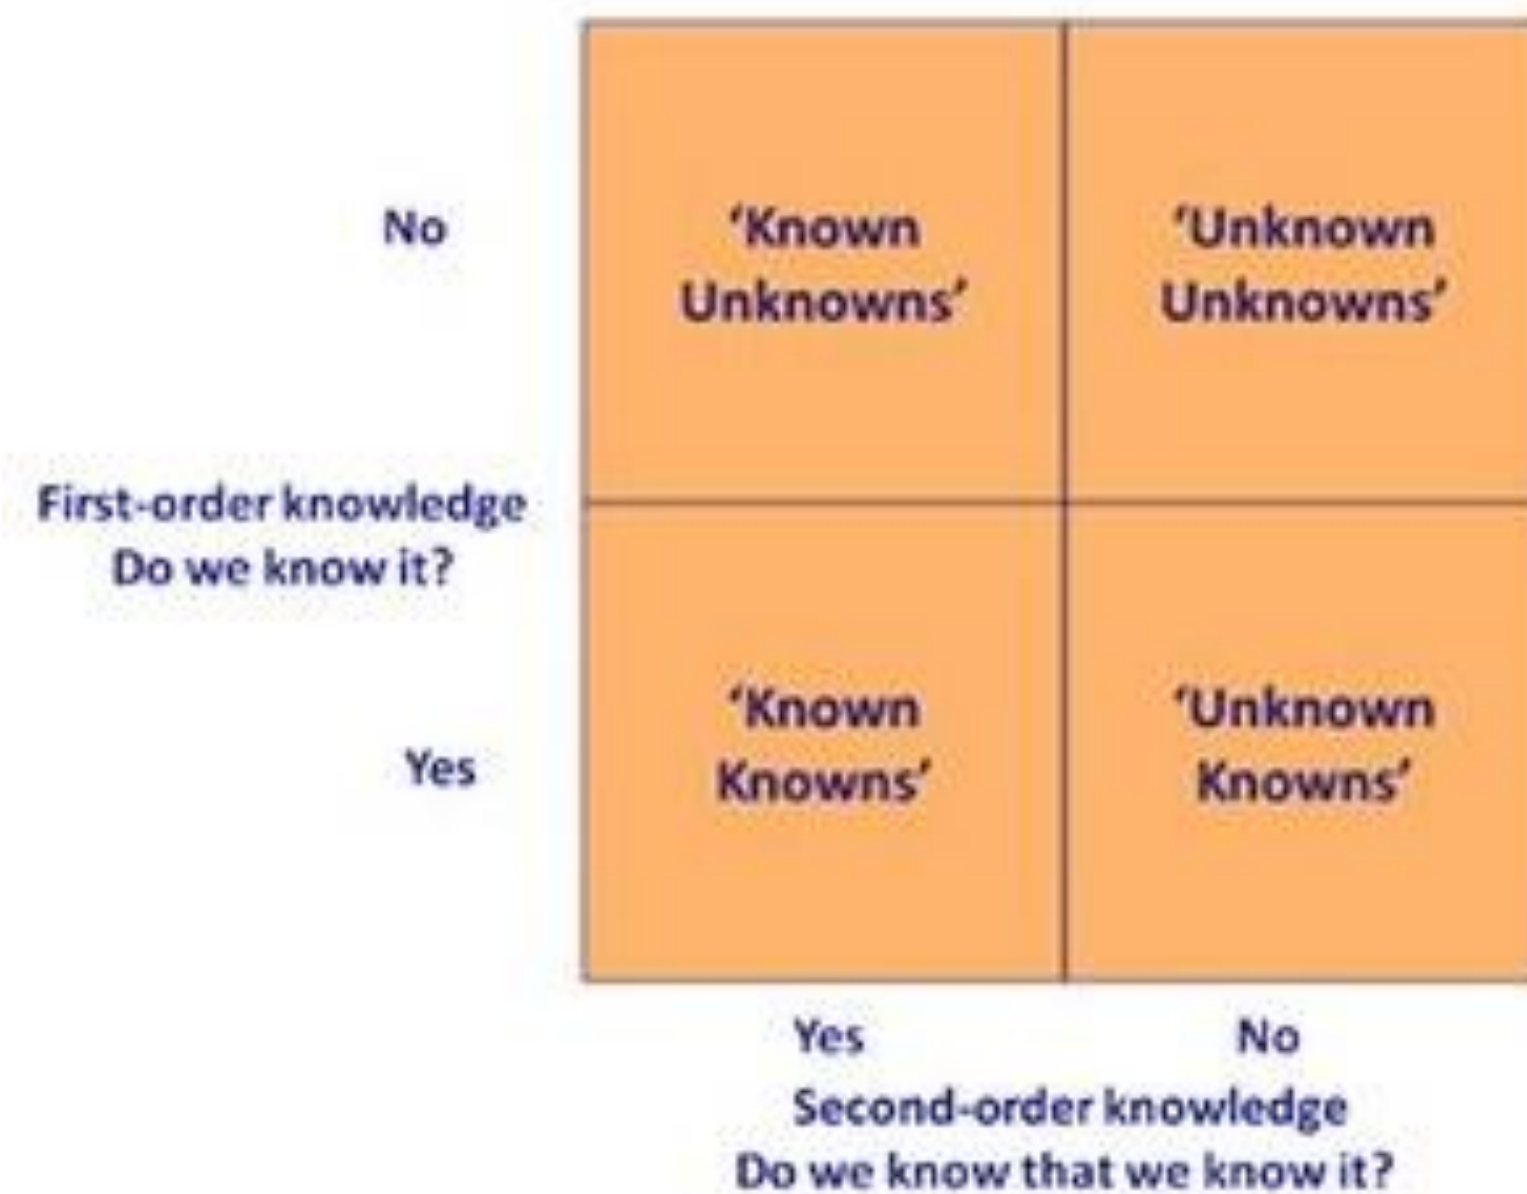 No
‘Known
Unknowns’
‘Unknown
Unknowns’
First-order knowledge
Do we know it?
Yes
‘Known
Knowns’
‘Unknown
Knowns’
Yes
No
Second-order knowledge
Do we know that we know it?